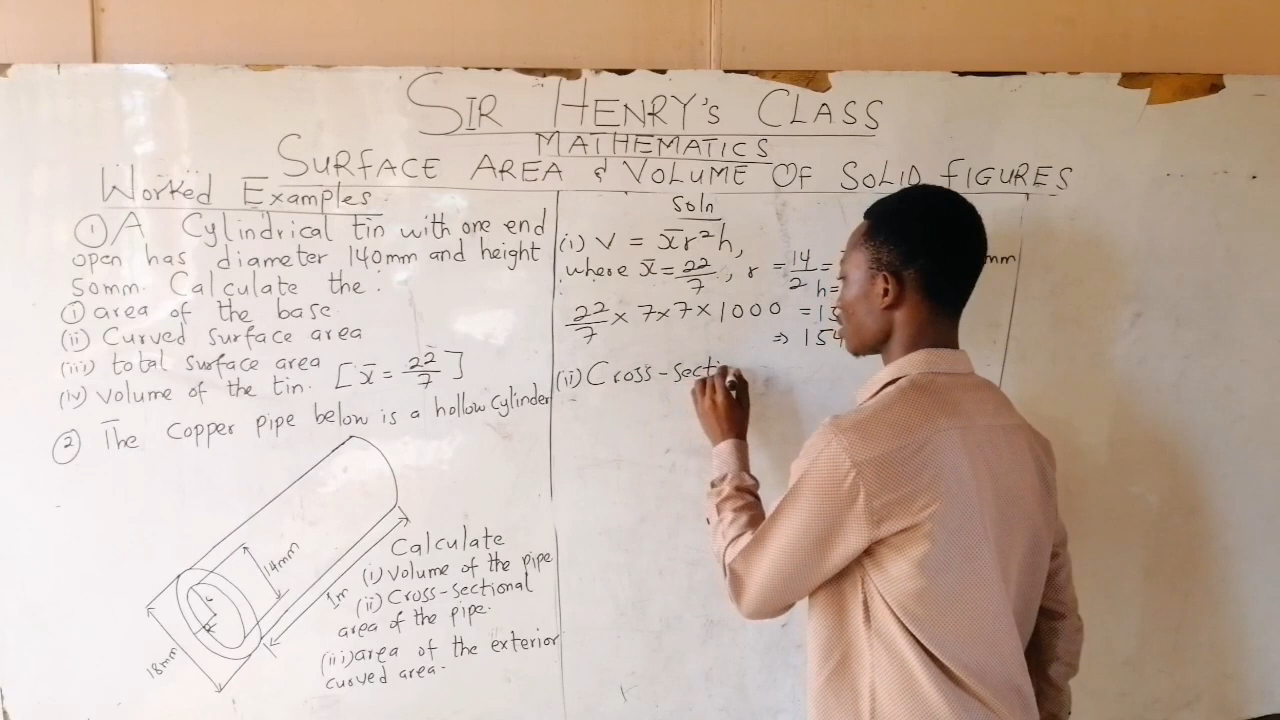 SIR HENRY's CLASS
MATHEMATICS
SURFACE AREA & VOLUME OF SOLID FIGURES
Worked Examples
① A Cylindrical tin with one end
open has diameter 140mm and height
50mm. Calculate the:
① area of the base
(ii) Curved surface area
(iii) total surface area
(iv) volume of the tin. [π = 22/7]
② The Copper pipe below is a hollow cylinder
14mm
1m
18mm
r
R
Calculate
(i) volume of the pipe
(ii) Cross-sectional
area of the pipe.
(iii) area of the exterior
curved area.
Soln
(i) V = πr²h,
where π = 22/7, r = 14/2 =
mm
h=
22/7 × 7 × 7 × 1000 = 15
⇒ 154
(ii) Cross-secti